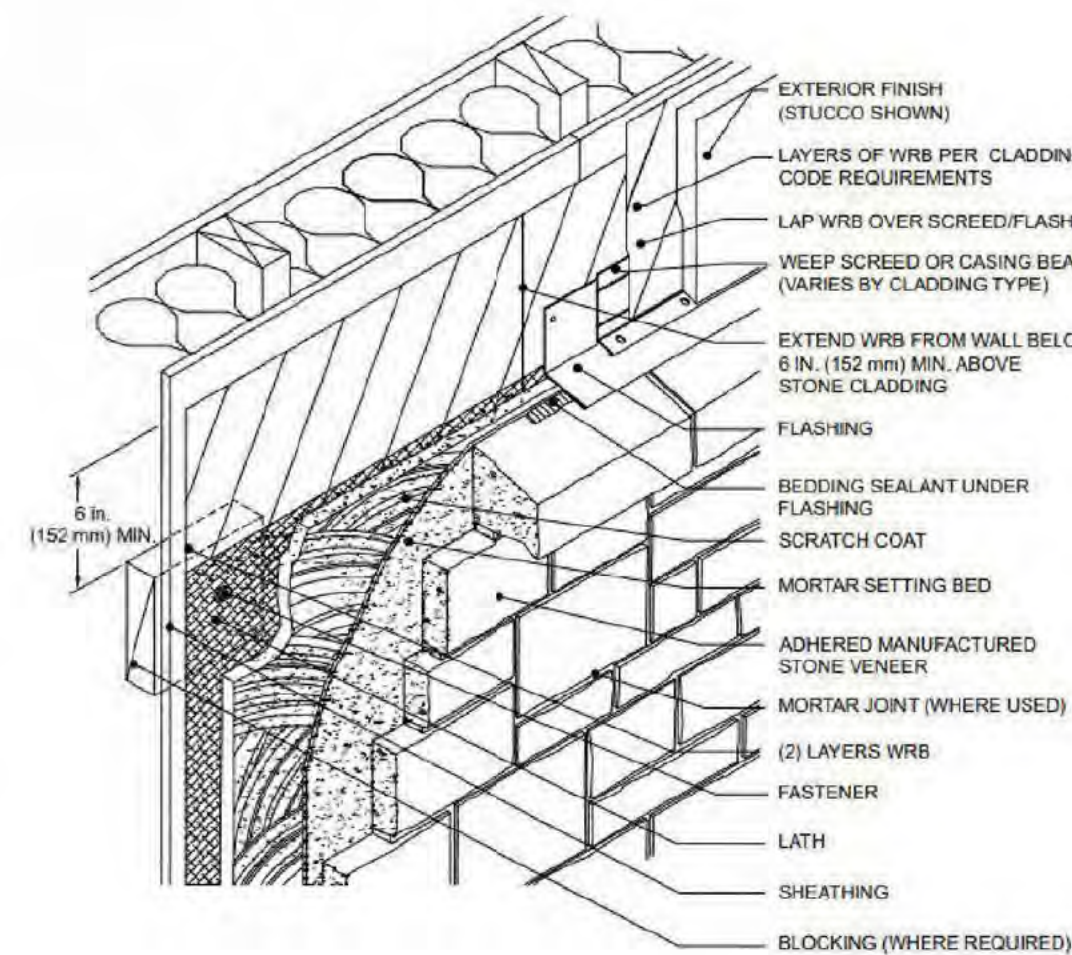 EXTERIOR FINISH
(STUCCO SHOWN)
LAYERS OF WRB PER CLADDIN
CODE REQUIREMENTS
LAP WRB OVER SCREED/FLASH
WEEP SCREED OR CASING BEA
(VARIES BY CLADDING TYPE)
EXTEND WRB FROM WALL BELO
6 IN. (152 mm) MIN. ABOVE
STONE CLADDING
FLASHING
BEDDING SEALANT UNDER
FLASHING
6 in.
(152 mm) MIN.
SCRATCH COAT
MORTAR SETTING BED
ADHERED MANUFACTURED
STONE VENEER
MORTAR JOINT (WHERE USED)
(2) LAYERS WRB
FASTENER
LATH
SHEATHING
BLOCKING (WHERE REQUIRED)